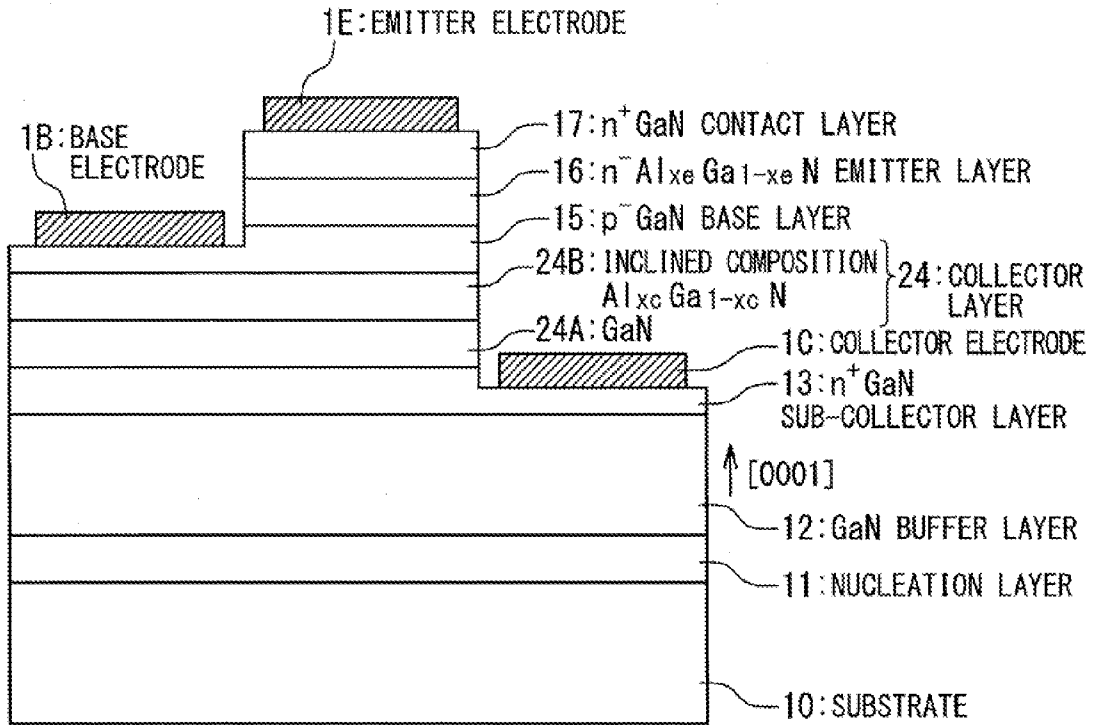 1E:EMITTER ELECTRODE
1B:BASE
ELECTRODE
17:n⁺GaN CONTACT LAYER
16:n⁻AlxeGa1-xeN EMITTER LAYER
15:p⁻GaN BASE LAYER
24B:INCLINED COMPOSITION
AlxcGa1-xcN
24:COLLECTOR
LAYER
24A:GaN
1C:COLLECTOR ELECTRODE
13:n⁺GaN
SUB-COLLECTOR LAYER
[0001]
12:GaN BUFFER LAYER
11:NUCLEATION LAYER
10:SUBSTRATE